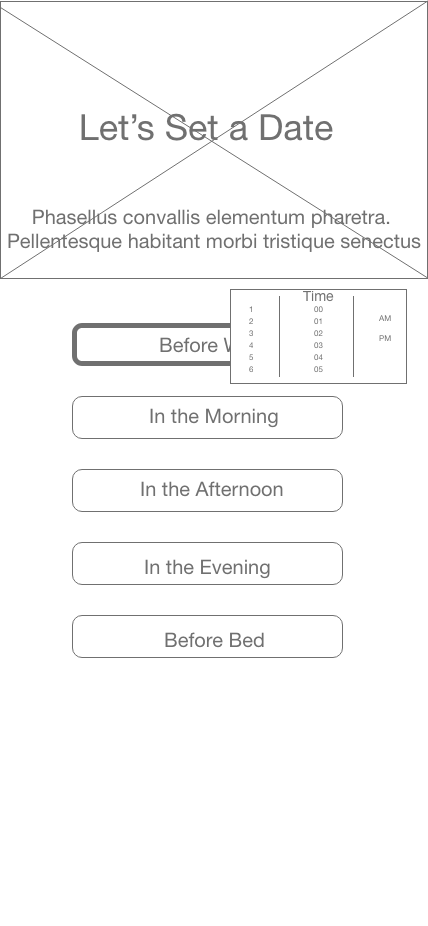 Let's Set a Date
Phasellus convallis elementum pharetra.
Pellentesque habitant morbi tristique senectus
Time
1 00
2 01 AM
3 02
4 03 PM
5 04
6 05
Before
In the Morning
In the Afternoon
In the Evening
Before Bed